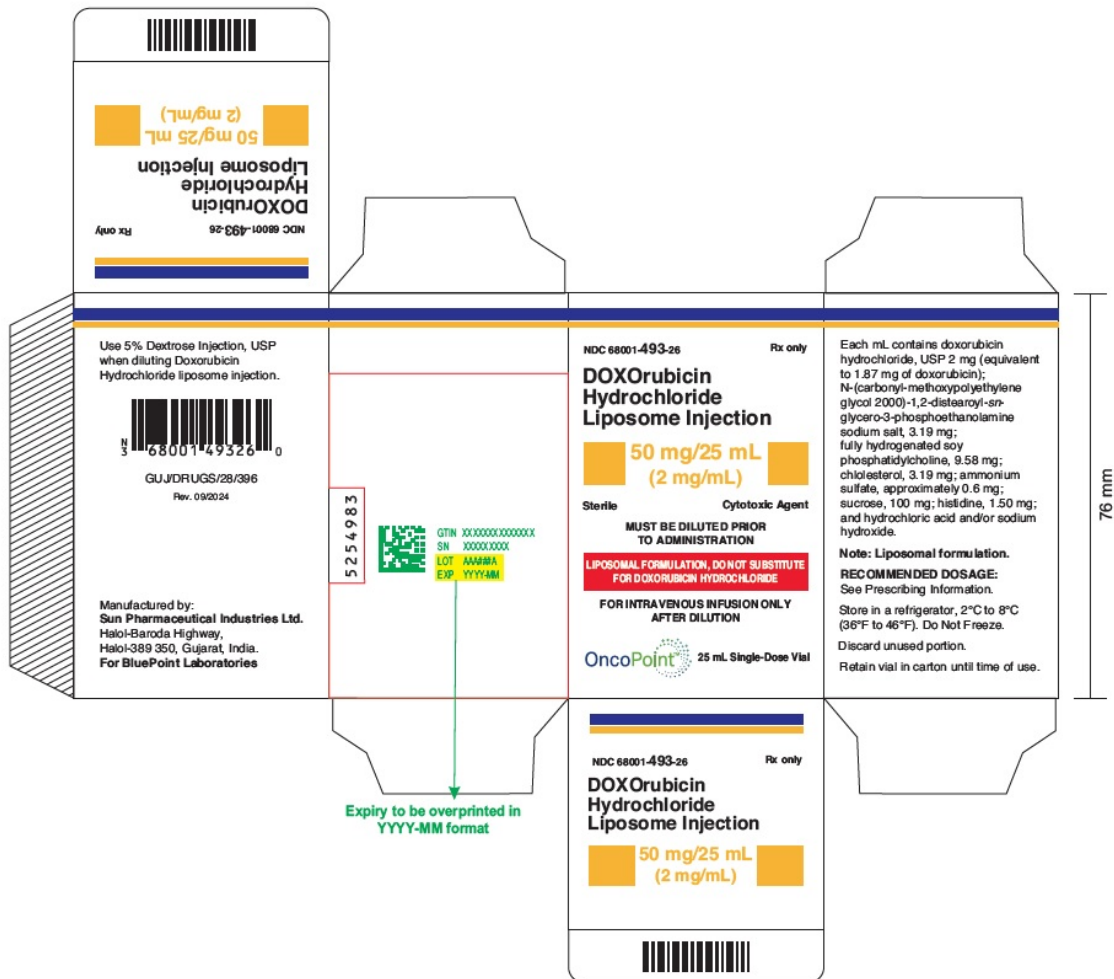 50 mg/25 mL
(2 mg/mL)
DOXOrubicin
Hydrochloride
Liposome Injection
NDC 68001-493-26
Rx only
Use 5% Dextrose Injection, USP
when diluting Doxorubicin
Hydrochloride liposome injection.
N
3 68001 49326 0
GUJ/DRUGS/28/396
Rev. 09/2024
Manufactured by:
Sun Pharmaceutical Industries Ltd.
Halol-Baroda Highway,
Halol-389 350, Gujarat, India.
For BluePoint Laboratories
5254983
GTIN XXXXXXXXXXXXXX
SN XXXXXXXXX
LOT AAA###A
EXP YYYY-MM
Expiry to be overprinted in
YYYY-MM format
NDC 68001-493-26 Rx only
DOXOrubicin
Hydrochloride
Liposome Injection
50 mg/25 mL
(2 mg/mL)
Sterile Cytotoxic Agent
MUST BE DILUTED PRIOR
TO ADMINISTRATION
LIPOSOMAL FORMULATION, DO NOT SUBSTITUTE
FOR DOXORUBICIN HYDROCHLORIDE
FOR INTRAVENOUS INFUSION ONLY
AFTER DILUTION
OncoPoint™ 25 mL Single-Dose Vial
NDC 68001-493-26 Rx only
DOXOrubicin
Hydrochloride
Liposome Injection
50 mg/25 mL
(2 mg/mL)
Each mL contains doxorubicin
hydrochloride, USP 2 mg (equivalent
to 1.87 mg of doxorubicin);
N-(carbonyl-methoxypolyethylene
glycol 2000)-1,2-distearoyl-sn-
glycero-3-phosphoethanolamine
sodium salt, 3.19 mg;
fully hydrogenated soy
phosphatidylcholine, 9.58 mg;
chloiesterol, 3.19 mg; ammonium
sulfate, approximately 0.6 mg;
sucrose, 100 mg; histidine, 1.50 mg;
and hydrochloric acid and/or sodium
hydroxide.
Note: Liposomal formulation.
RECOMMENDED DOSAGE:
See Prescribing Information.
Store in a refrigerator, 2°C to 8°C
(36°F to 46°F). Do Not Freeze.
Discard unused portion.
Retain vial in carton until time of use.
76 mm